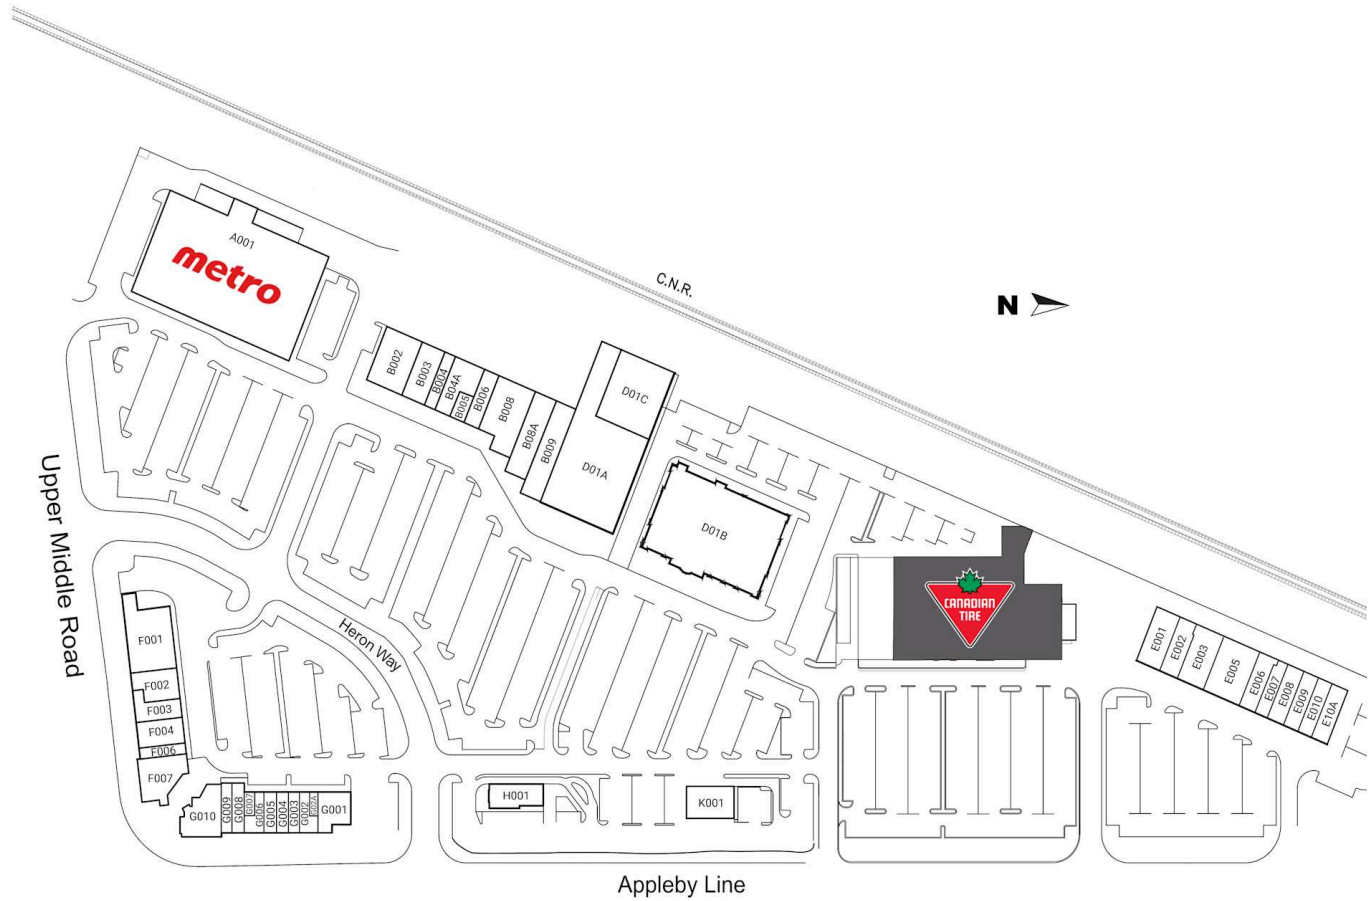 A001
metro
C.N.R.
N
B002
B003
B004
B04A
B005
B006
B008
B08A
B009
D01C
D01A
D01B
CANADIAN
TIRE
E001
E002
E003
E005
E006
E007
E008
E009
E010
E10A
Upper Middle Road
Heron Way
F001
F002
F003
F004
F006
F007
G010
G009
G008
G007
G006
G005
G004
G003
G002
G02A
G001
H001
K001
Appleby Line